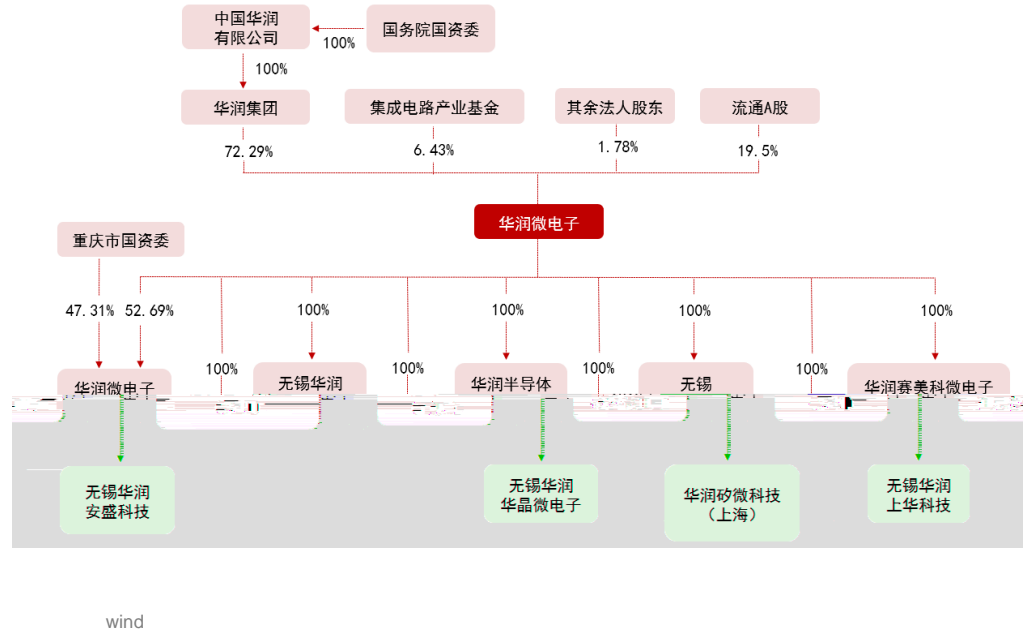 中国华润
有限公司
国务院国资委
100%
100%
华润集团
集成电路产业基金
其余法人股东
流通A股
72.29%
6.43%
1.78%
19.5%
华润微电子
重庆市国资委
47.31%
52.69%
100%
100%
100%
100%
100%
100%
100%
100%
华润微电子
无锡华润
华润半导体
无锡
华润赛美科微电子
无锡华润
安盛科技
无锡华润
华晶微电子
华润矽微科技
（上海）
无锡华润
上华科技
wind